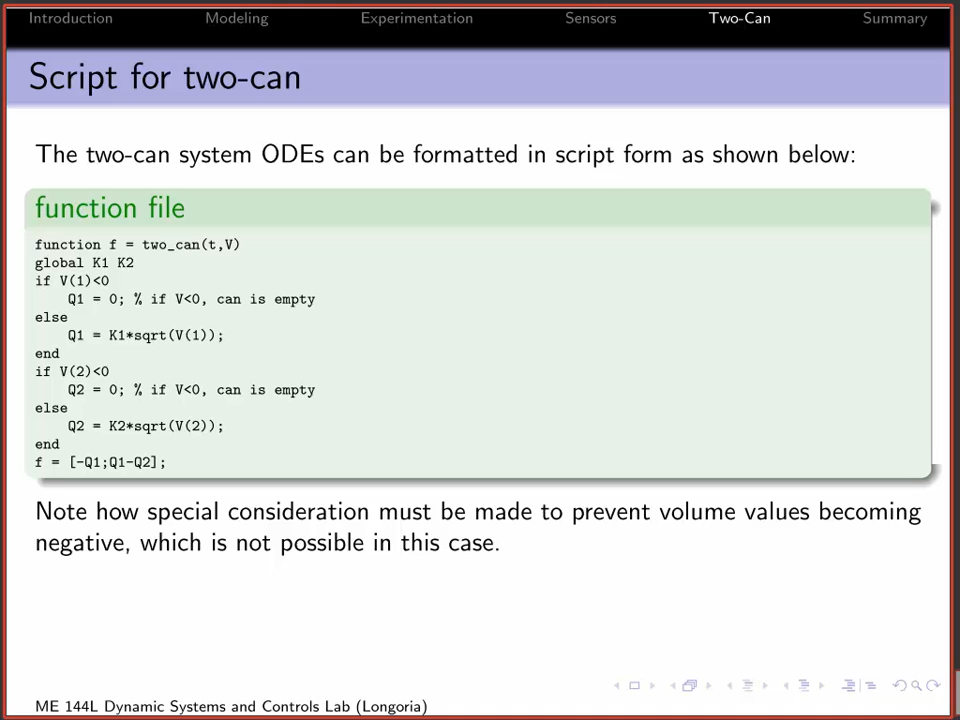 Introduction Modeling Experimentation Sensors Two-Can Summary
Script for two-can
The two-can system ODEs can be formatted in script form as shown below:
function file
function f = two_can(t,V)
global K1 K2
if V(1)<0
    Q1 = 0; % if V<0, can is empty
else
    Q1 = K1*sqrt(V(1));
end
if V(2)<0
    Q2 = 0; % if V<0, can is empty
else
    Q2 = K2*sqrt(V(2));
end
f = [-Q1;Q1-Q2];
Note how special consideration must be made to prevent volume values becoming
negative, which is not possible in this case.
ME 144L Dynamic Systems and Controls Lab (Longoria)